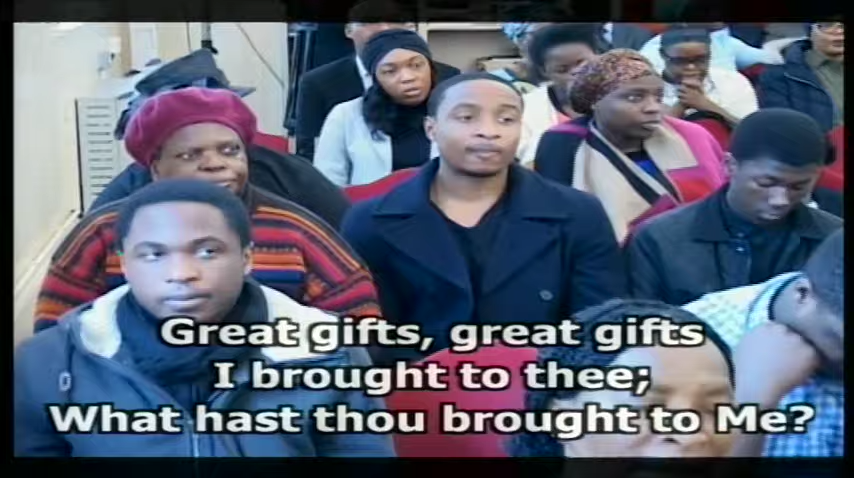 Great gifts, great gifts
I brought to thee;
What hast thou brought to Me?